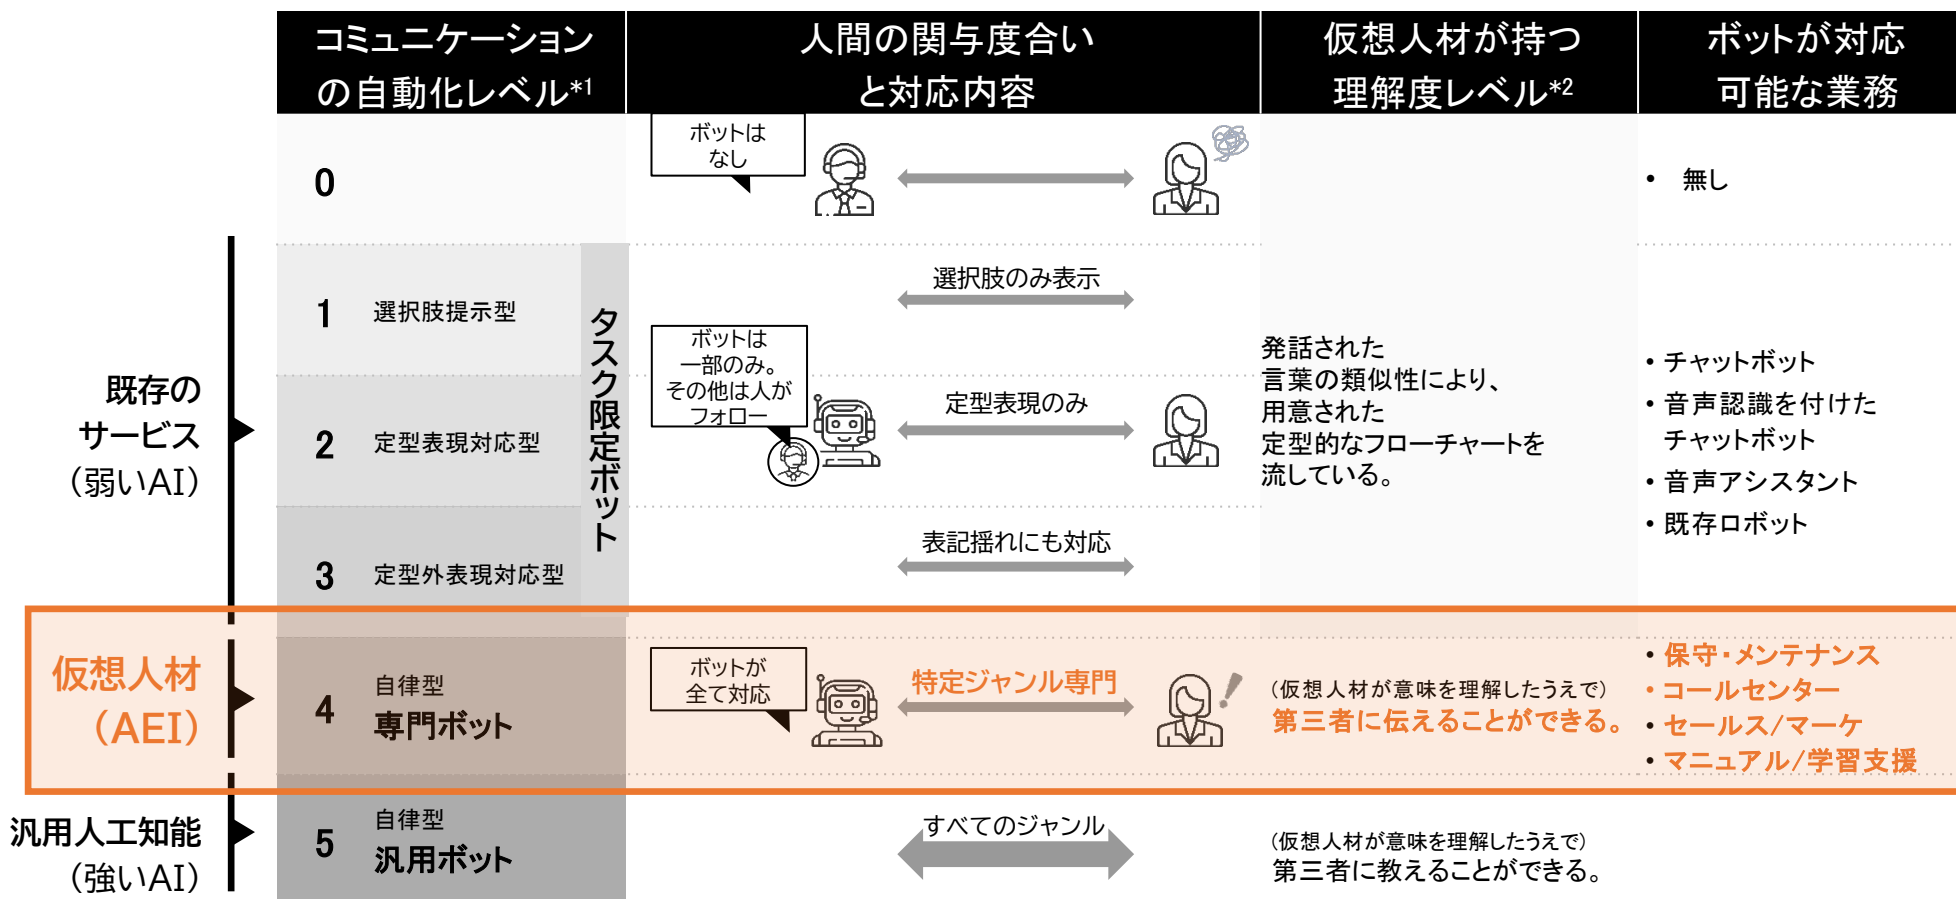 コミュニケーション
の自動化レベル*1
人間の関与度合い
と対応内容
仮想人材が持つ
理解度レベル*2
ボットが対応
可能な業務
0
ボットは
なし
• 無し
既存の
サービス
（弱いAI）
タスク限定ボット
1 選択肢提示型
選択肢のみ表示
2 定型表現対応型
ボットは
一部のみ。
その他は人が
フォロー
定型表現のみ
3 定型外表現対応型
表記揺れにも対応
発話された
言葉の類似性により、
用意された
定型的なフローチャートを
流している。
• チャットボット
• 音声認識を付けた
チャットボット
• 音声アシスタント
• 既存ロボット
仮想人材
（AEI）
4 自律型
専門ボット
ボットが
全て対応
特定ジャンル専門
（仮想人材が意味を理解したうえで）
第三者に伝えることができる。
• 保守・メンテナンス
• コールセンター
• セールス/マーケ
• マニュアル/学習支援
汎用人工知能
（強いAI）
5 自律型
汎用ボット
すべてのジャンル
（仮想人材が意味を理解したうえで）
第三者に教えることができる。